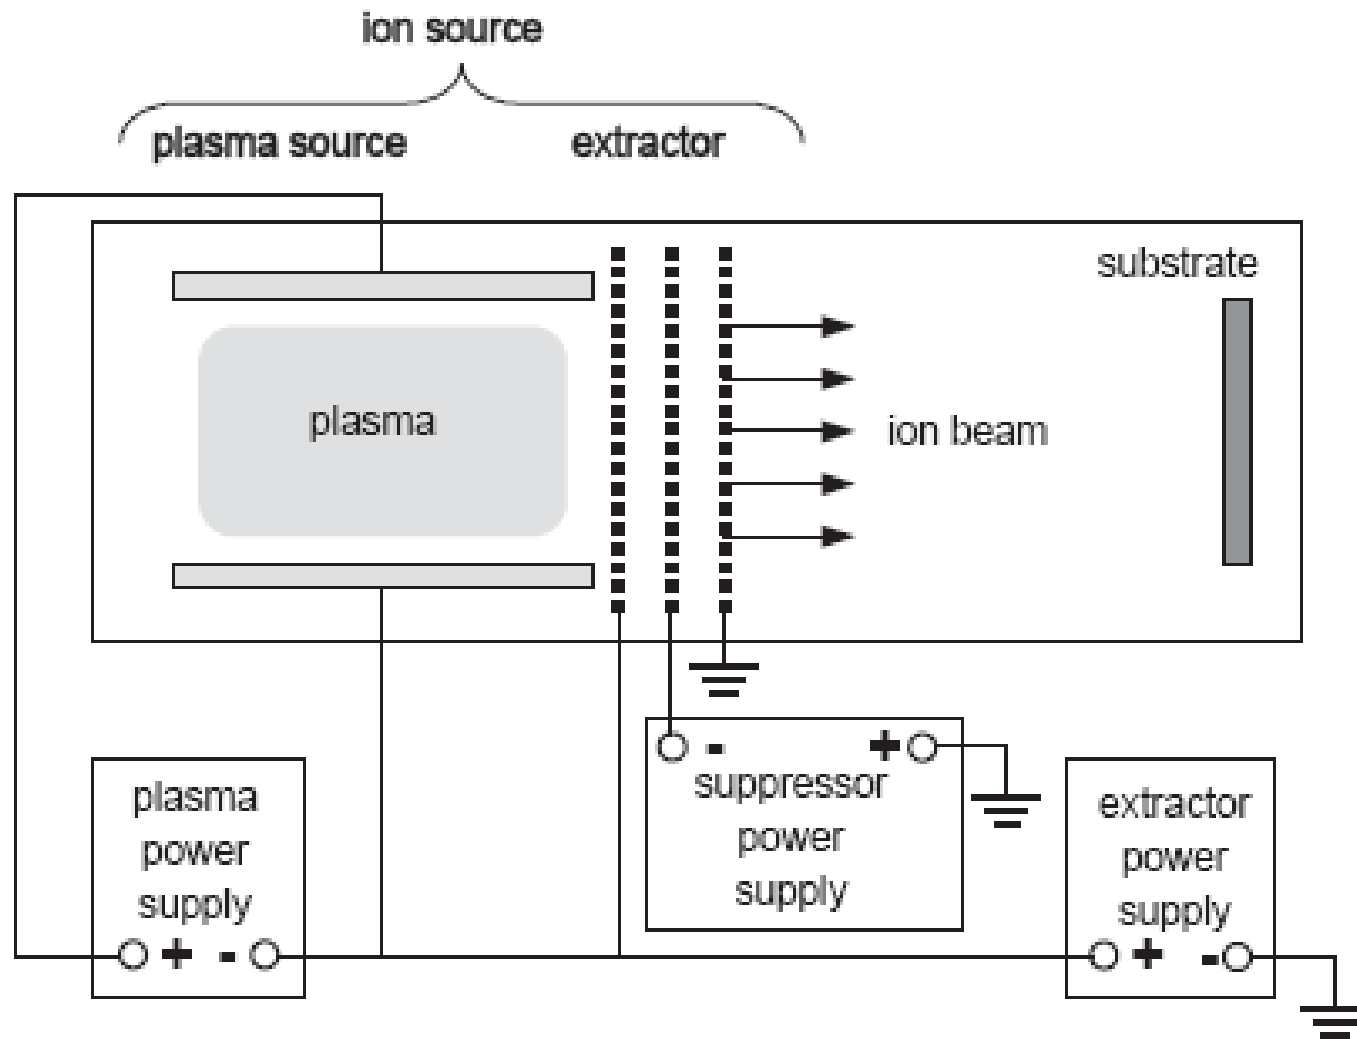 ion source
plasma source
extractor
substrate
plasma
ion beam
- +
suppressor
power
supply
plasma
power
supply
+ -
extractor
power
supply
+ -